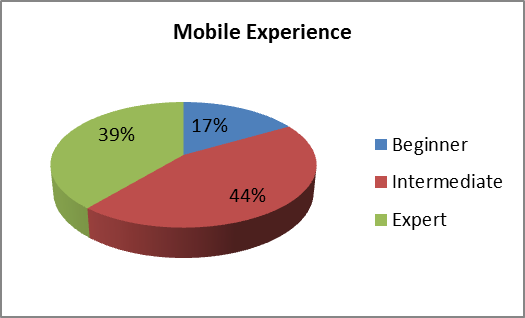 Mobile Experience
17%
39%
44%
Beginner
Intermediate
Expert